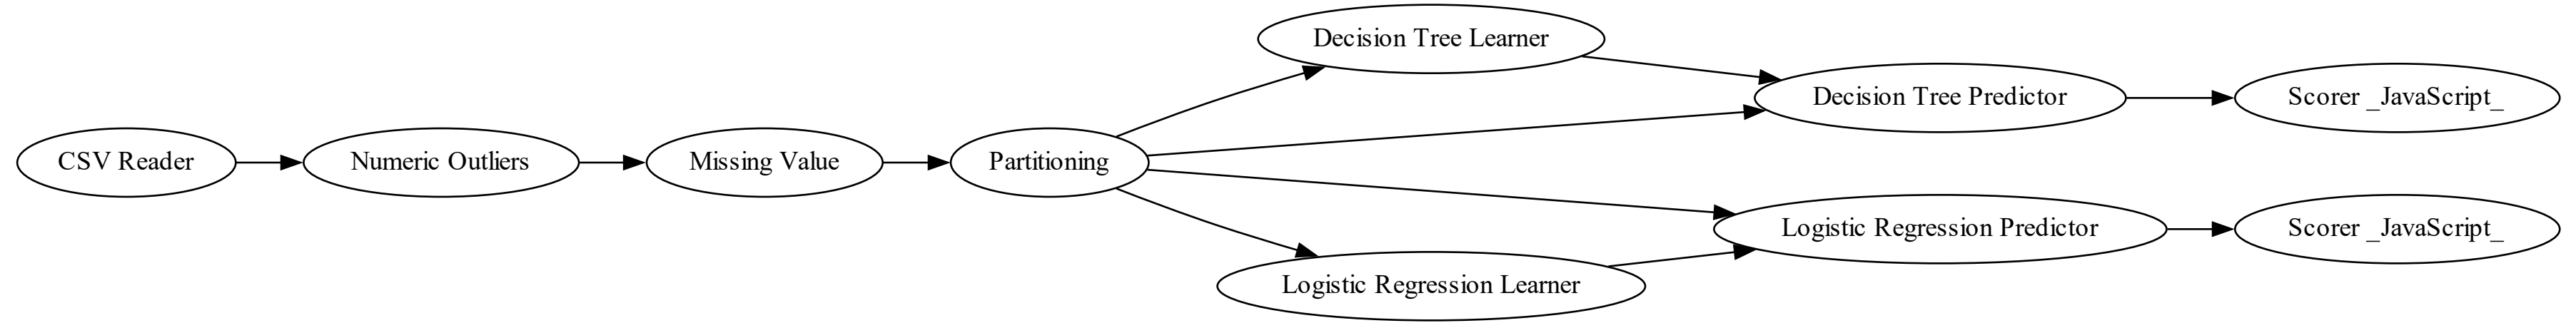 CSV Reader
Numeric Outliers
Missing Value
Partitioning
Decision Tree Learner
Decision Tree Predictor
Scorer _JavaScript_
Logistic Regression Predictor
Scorer _JavaScript_
Logistic Regression Learner